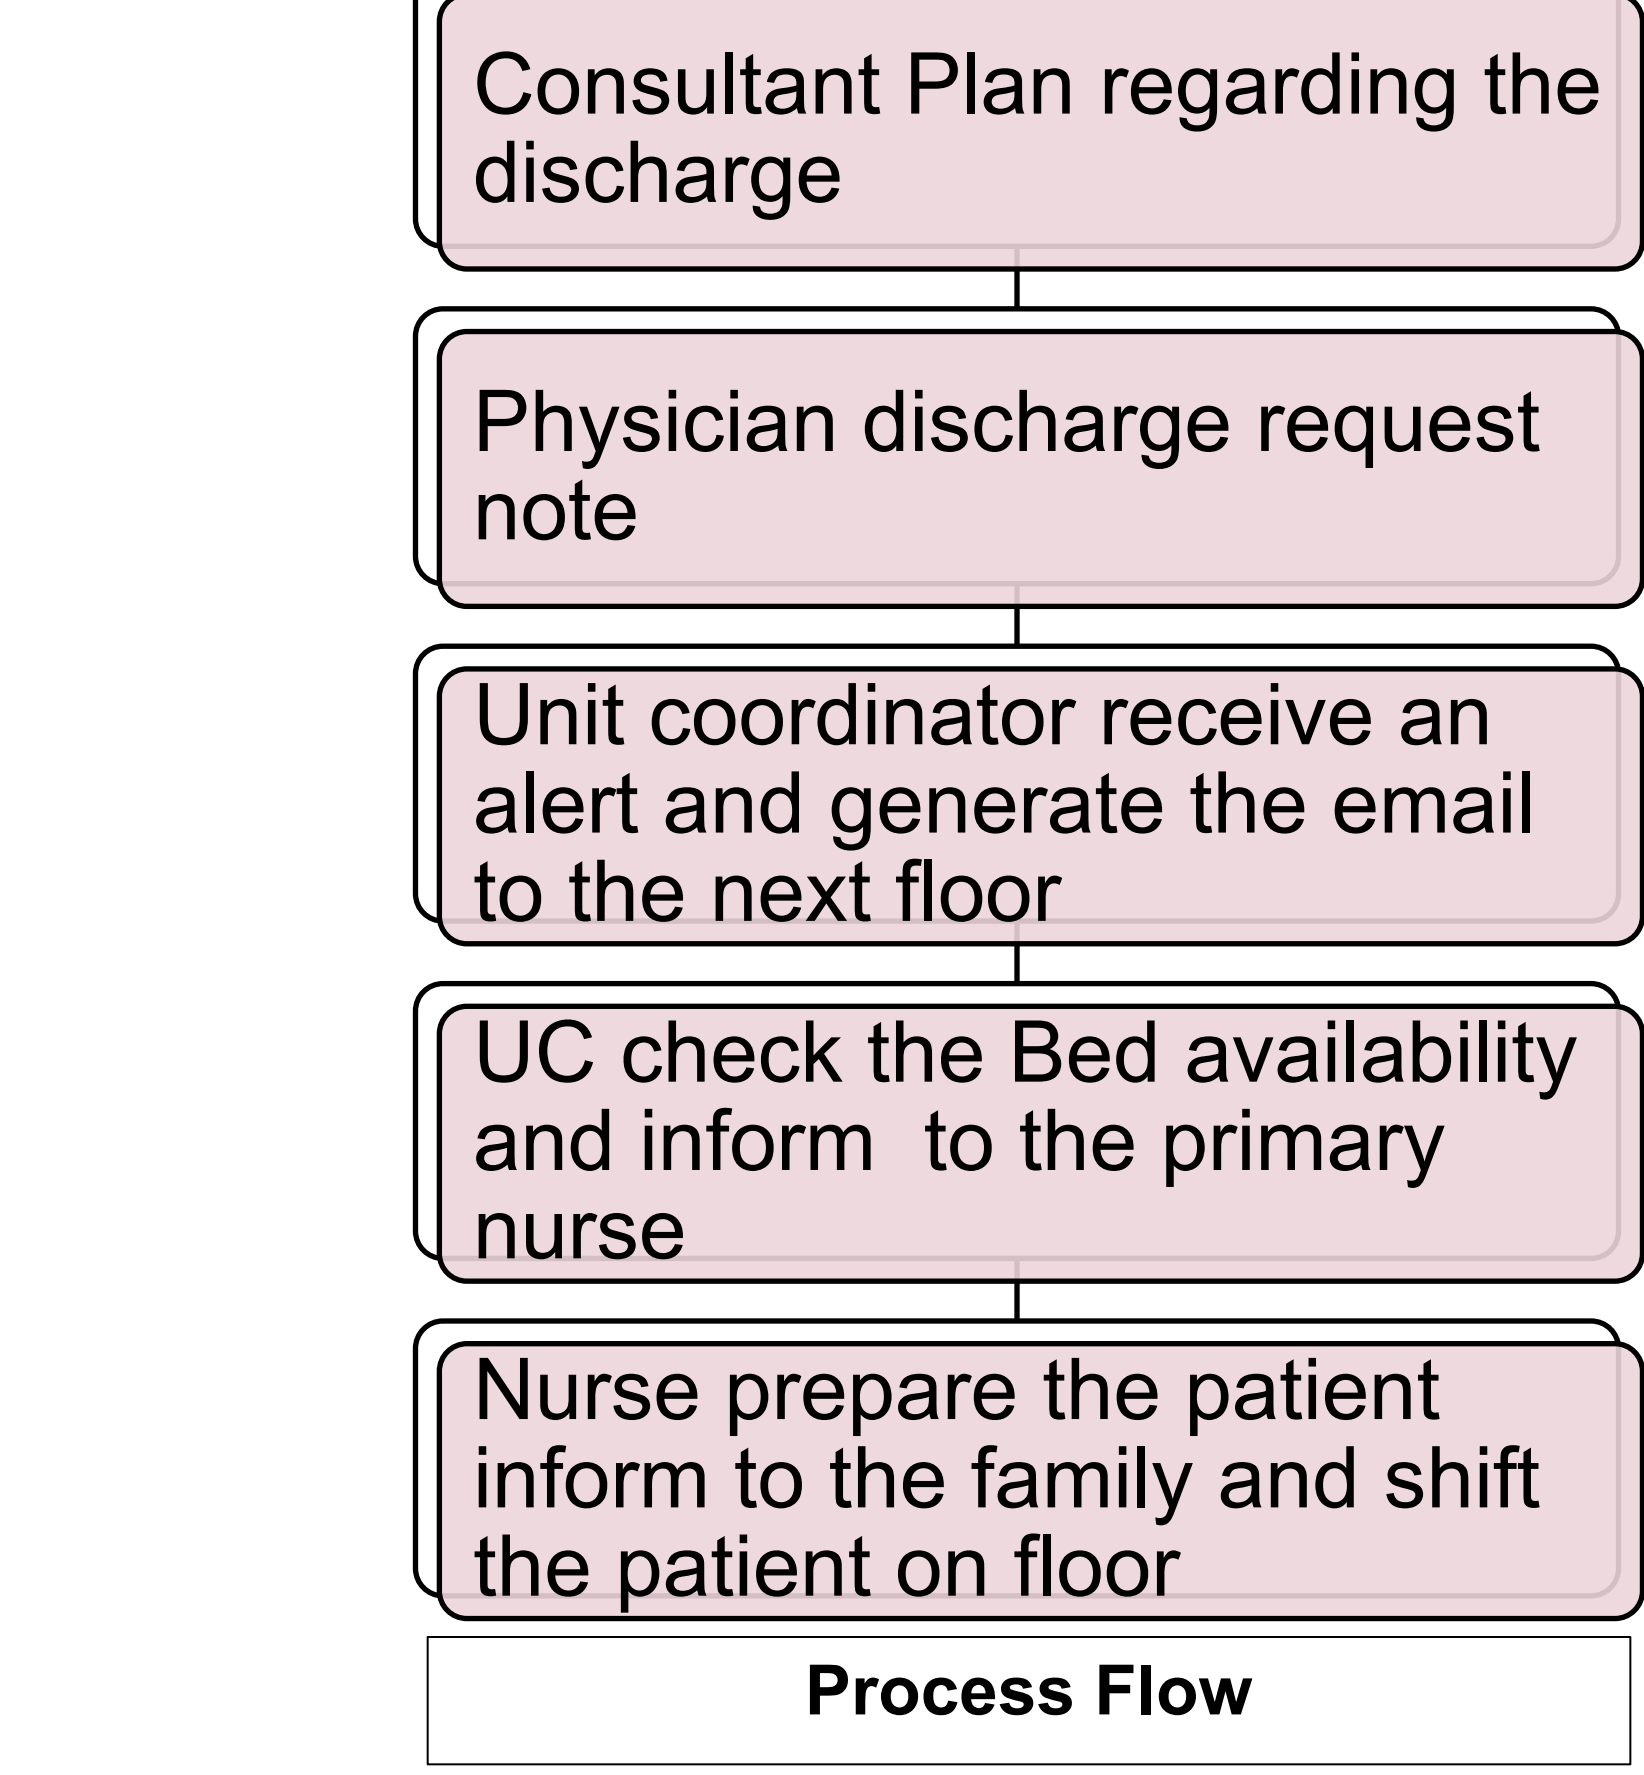 Consultant Plan regarding the
discharge
Physician discharge request
note
Unit coordinator receive an
alert and generate the email
to the next floor
UC check the Bed availability
and inform  to the primary
nurse
Nurse prepare the patient
inform to the family and shift
the patient on floor
Process Flow